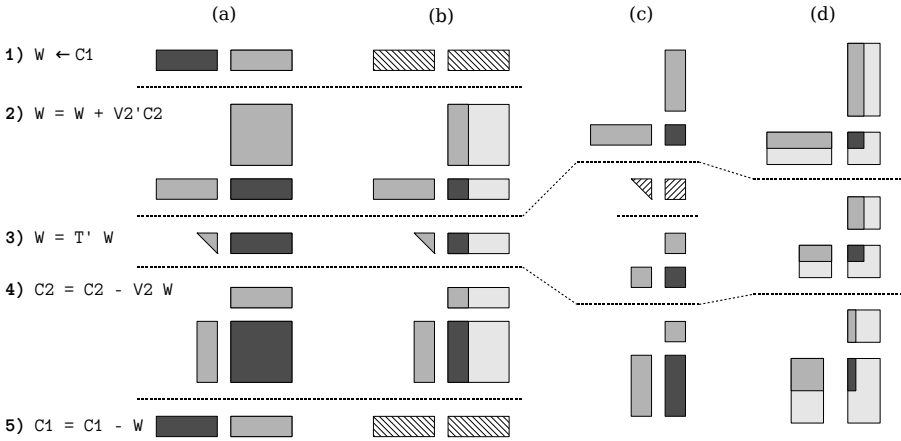 (a) (b) (c) (d)
1) W ← C1
2) W = W + V2'C2
3) W = T' W
4) C2 = C2 - V2 W
5) C1 = C1 - W